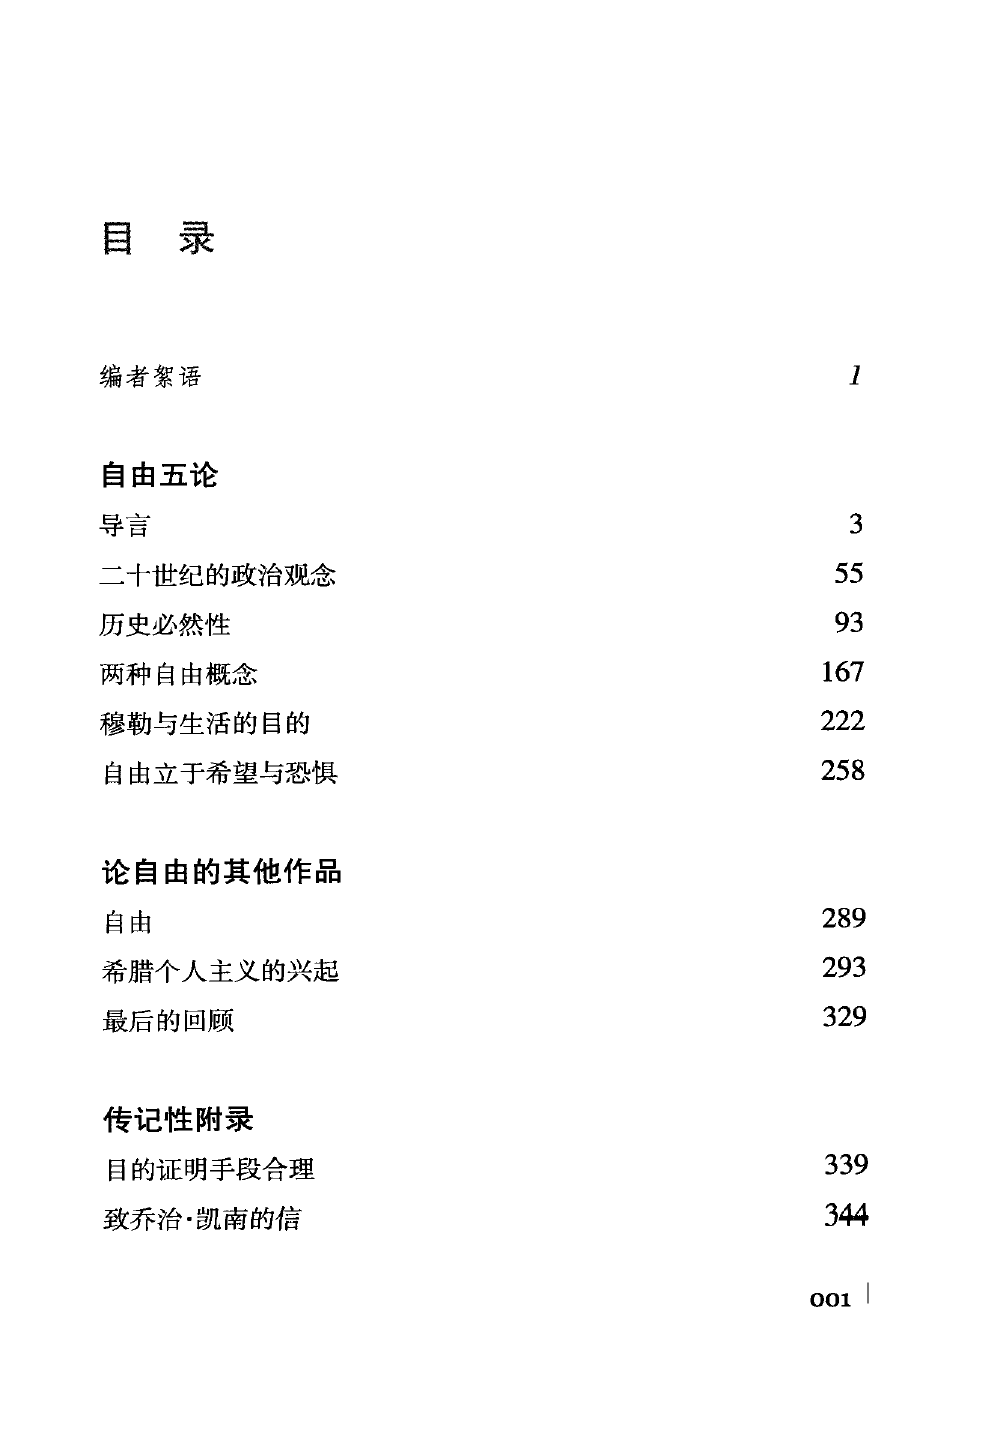 目 录
编者絮语 1
自由五论
导言 3
二十世纪的政治观念 55
历史必然性 93
两种自由概念 167
穆勒与生活的目的 222
自由立于希望与恐惧 258
论自由的其他作品
自由 289
希腊个人主义的兴起 293
最后的回顾 329
传记性附录
目的证明手段合理 339
致乔治·凯南的信 344
001